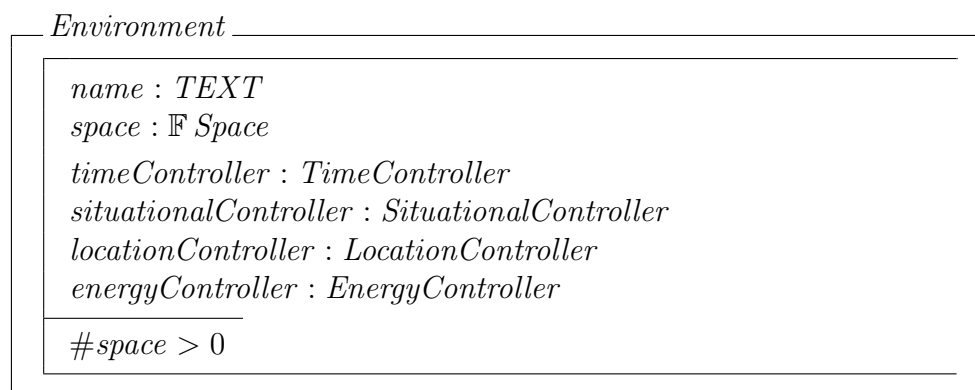 Environment
name : TEXT
space : 𝔽 Space
timeController : TimeController
situationalController : SituationalController
locationController : LocationController
energyController : EnergyController
#space > 0